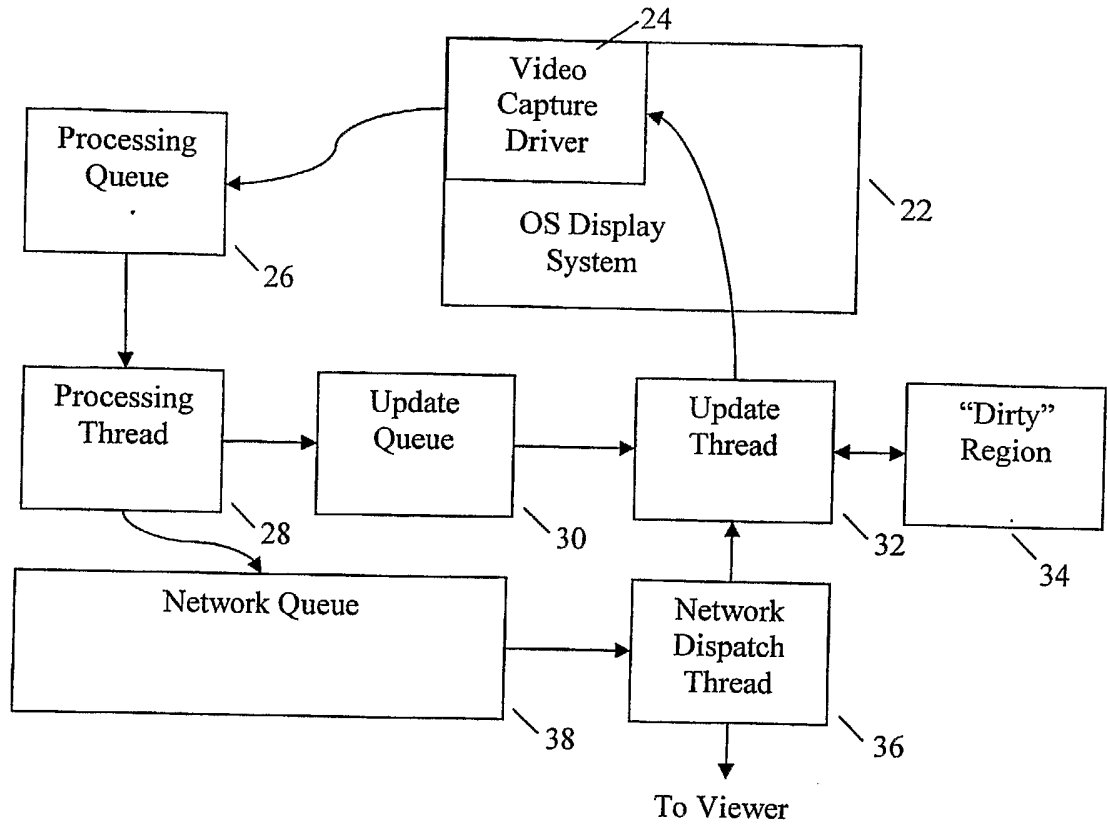 24
Video
Capture
Driver
Processing
Queue
22
OS Display
System
26
Processing
Thread
Update
Queue
Update
Thread
“Dirty”
Region
28
30
32
34
Network Queue
Network
Dispatch
Thread
38
36
To Viewer